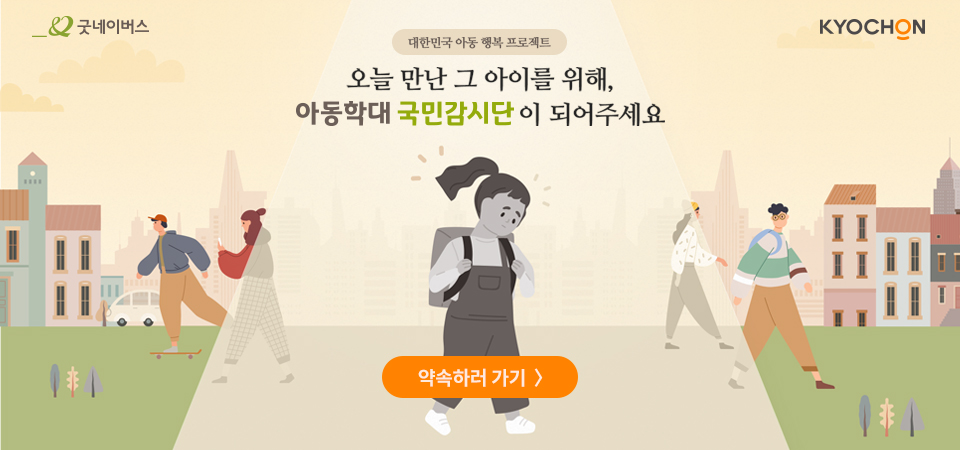 굿네이버스
KYOCHON
대한민국 아동 행복 프로젝트
오늘 만난 그 아이를 위해,
아동학대 국민감시단이 되어주세요
약속하러 가기 〉